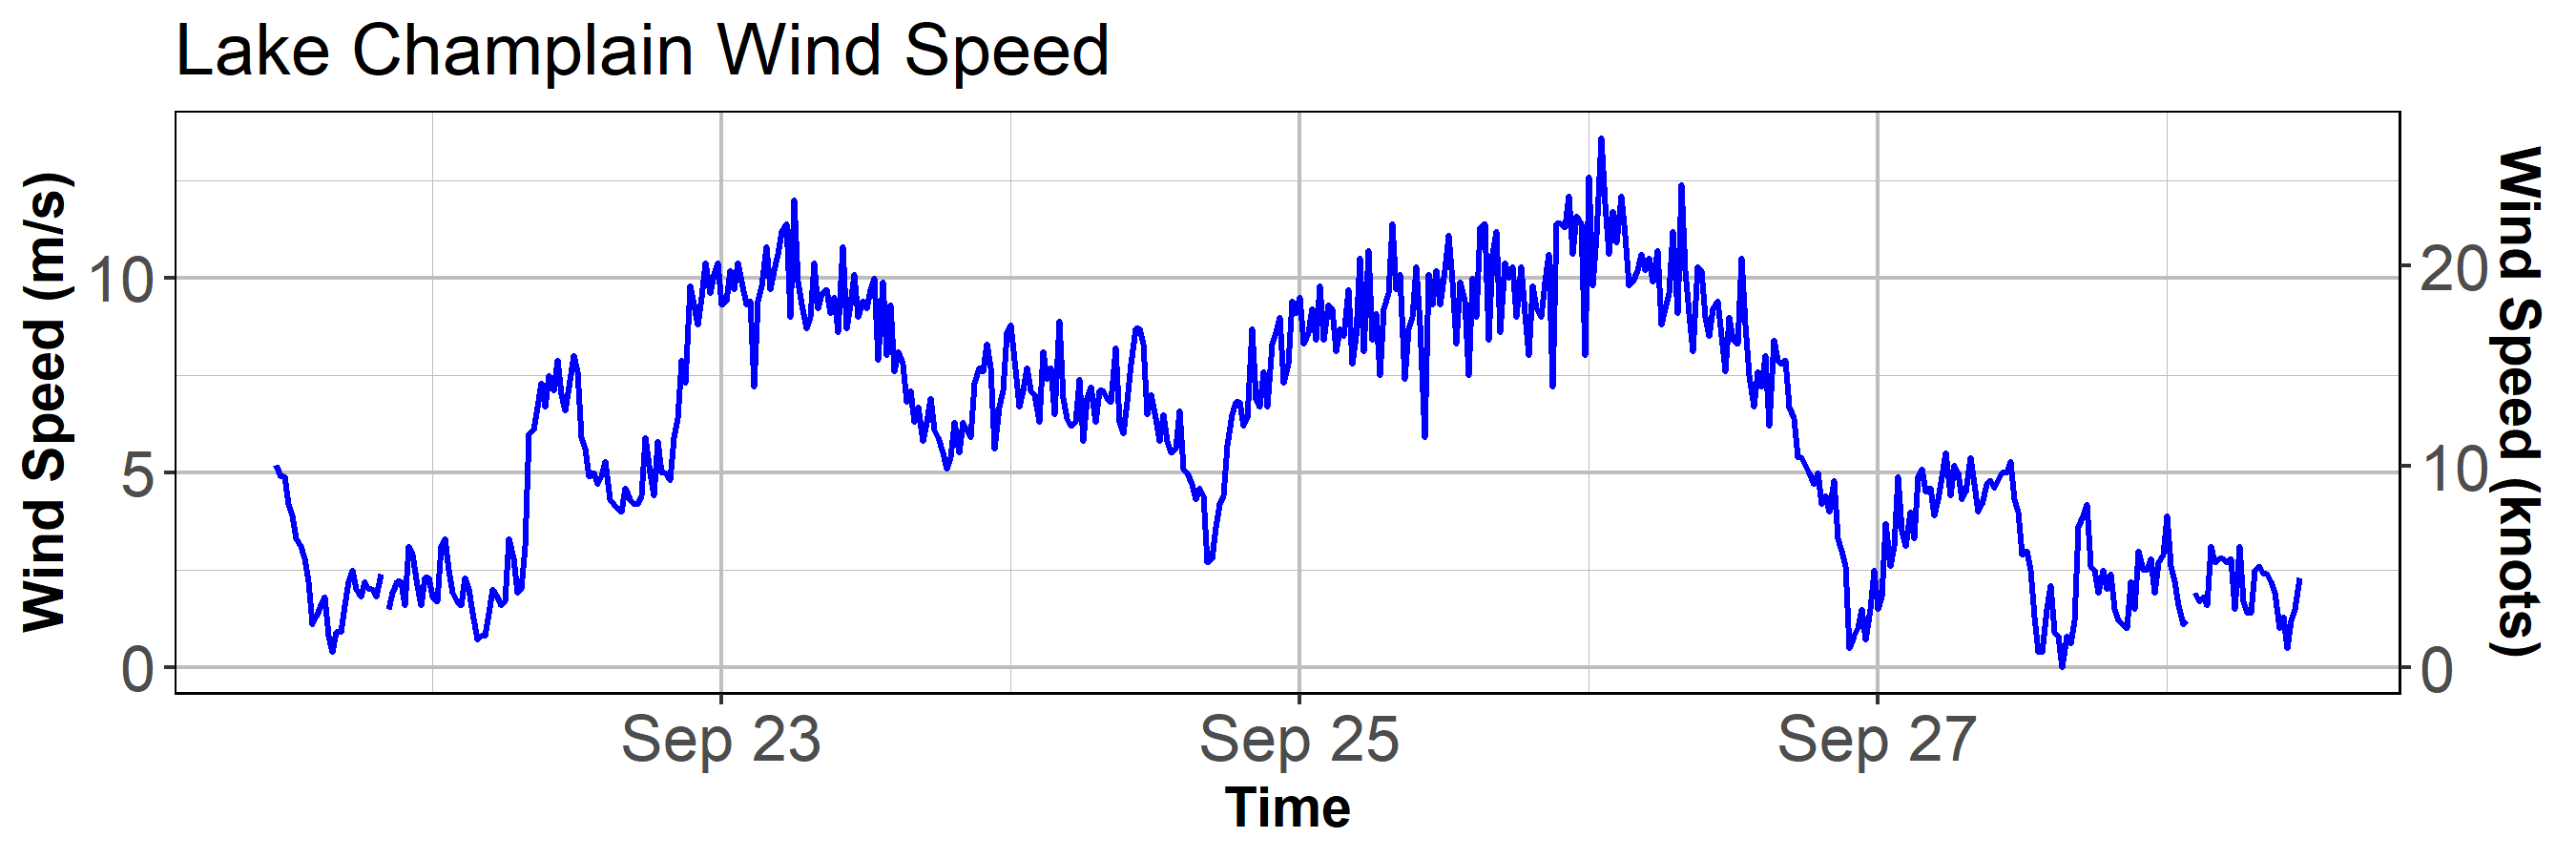 Lake Champlain Wind Speed
Wind Speed (m/s)
10
5
0
20
10
0
Wind Speed (knots)
Sep 23
Sep 25
Sep 27
Time